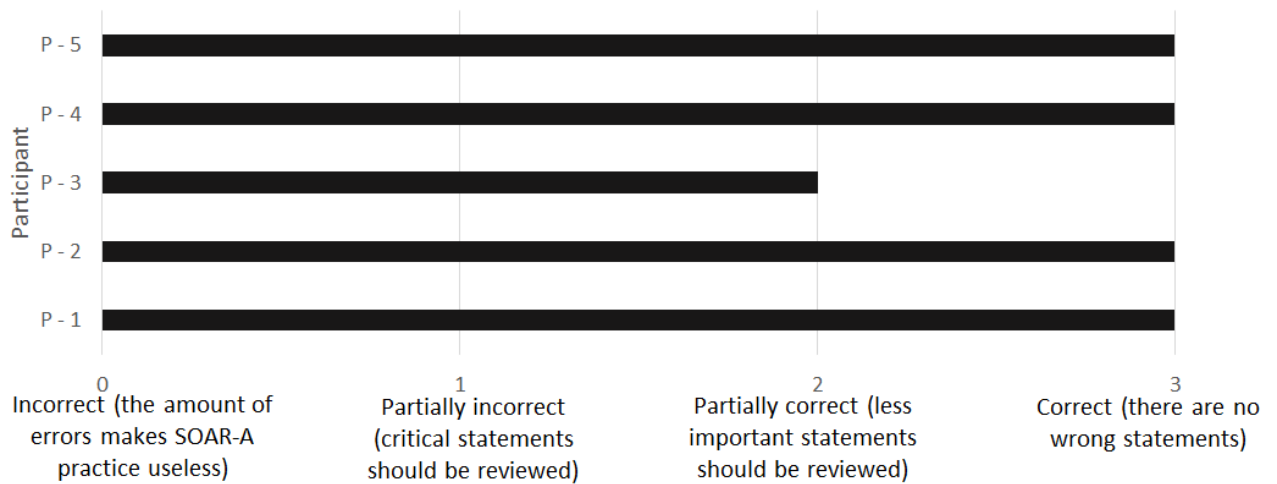 Participant
P - 5
P - 4
P - 3
P - 2
P - 1
0
1
2
3
Incorrect (the amount of
errors makes SOAR-A
practice useless)
Partially incorrect
(critical statements
should be reviewed)
Partially correct (less
important statements
should be reviewed)
Correct (there are no
wrong statements)